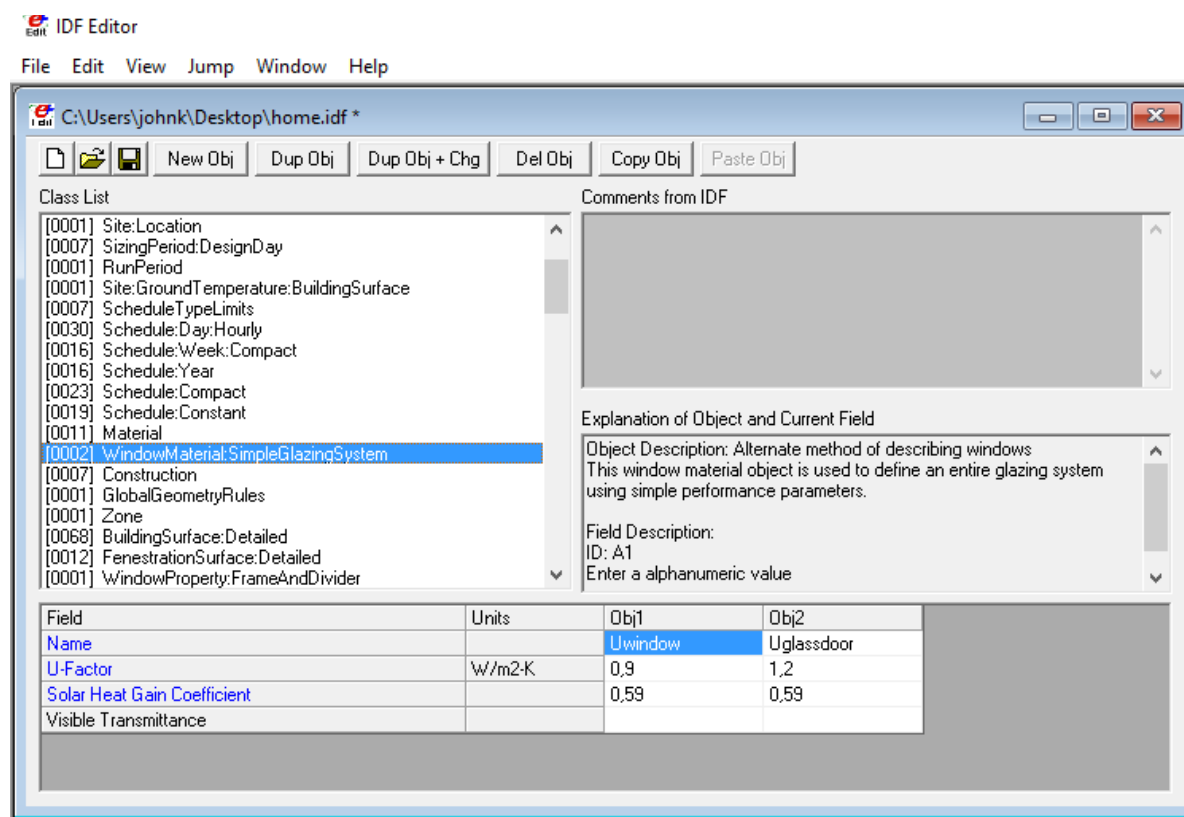 IDF Editor
File Edit View Jump Window Help
C:\Users\johnk\Desktop\home.idf *
New Obj Dup Obj Dup Obj + Chg Del Obj Copy Obj Paste Obj
Class List
[0001] Site:Location
[0007] SizingPeriod:DesignDay
[0001] RunPeriod
[0001] Site:GroundTemperature:BuildingSurface
[0007] ScheduleTypeLimits
[0030] Schedule:Day:Hourly
[0016] Schedule:Week:Compact
[0016] Schedule:Year
[0023] Schedule:Compact
[0019] Schedule:Constant
[0011] Material
[0002] WindowMaterial:SimpleGlazingSystem
[0007] Construction
[0001] GlobalGeometryRules
[0001] Zone
[0068] BuildingSurface:Detailed
[0012] FenestrationSurface:Detailed
[0001] WindowProperty:FrameAndDivider
Comments from IDF
Explanation of Object and Current Field
Object Description: Alternate method of describing windows
This window material object is used to define an entire glazing system
using simple performance parameters.
Field Description:
ID: A1
Enter a alphanumeric value
Field Units Obj1 Obj2
Name Uwindow Uglassdoor
U-Factor W/m2-K 0,9 1,2
Solar Heat Gain Coefficient 0,59 0,59
Visible Transmittance